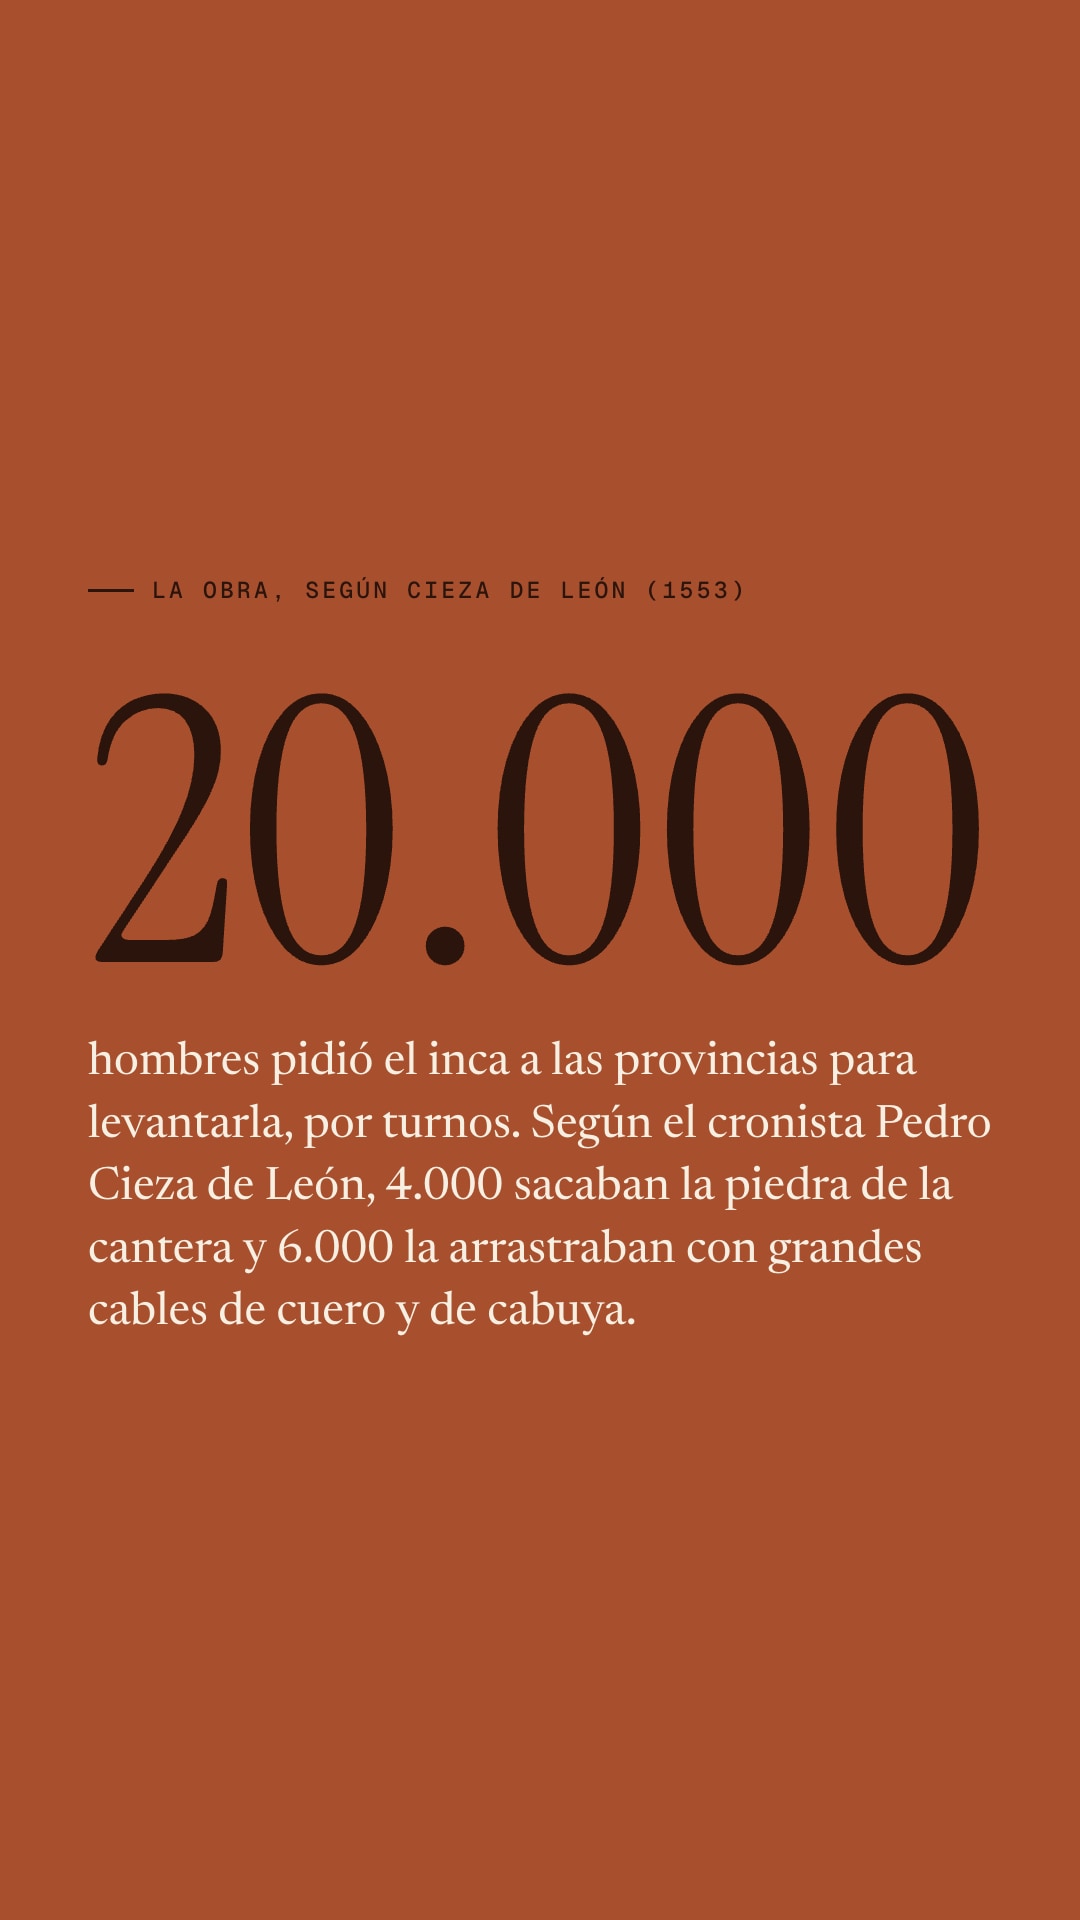 LA OBRA, SEGÚN CIEZA DE LEÓN (1553)
20.000
hombres pidió el inca a las provincias para
levantarla, por turnos. Según el cronista Pedro
Cieza de León, 4.000 sacaban la piedra de la
cantera y 6.000 la arrastraban con grandes
cables de cuero y de cabuya.